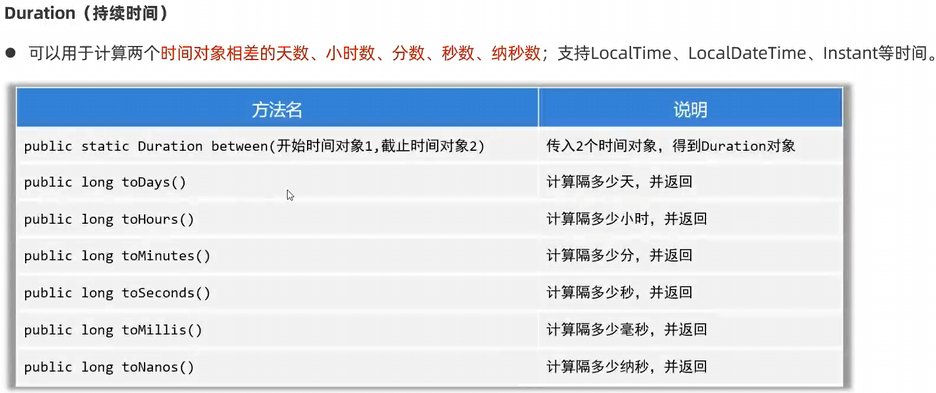 Duration（持续时间）
● 可以用于计算两个时间对象相差的天数、小时数、分数、秒数、纳秒数；支持LocalTime、LocalDateTime、Instant等时间。
方法名 说明
public static Duration between(开始时间对象1,截止时间对象2) 传入2个时间对象，得到Duration对象
public long toDays() 计算隔多少天，并返回
public long toHours() 计算隔多少小时，并返回
public long toMinutes() 计算隔多少分，并返回
public long toSeconds() 计算隔多少秒，并返回
public long toMillis() 计算隔多少毫秒，并返回
public long toNanos() 计算隔多少纳秒，并返回